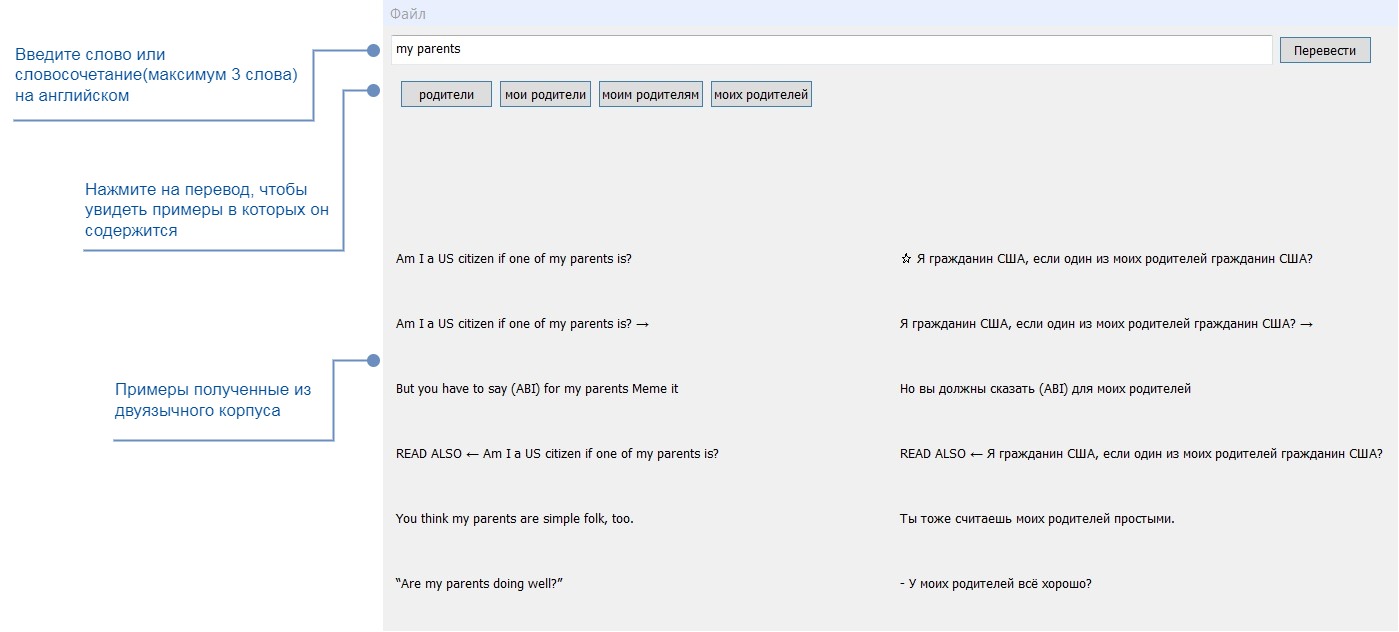 Файл
Введите слово или
словосочетание(максимум 3 слова)
на английском
my parents
Перевести
родители
мои родители
моим родителям
моих родителей
Нажмите на перевод, чтобы
увидеть примеры в которых он
содержится
Am I a US citizen if one of my parents is?
☆ Я гражданин США, если один из моих родителей гражданин США?
Am I a US citizen if one of my parents is? →
Я гражданин США, если один из моих родителей гражданин США? →
Примеры полученные из
двуязычного корпуса
But you have to say (ABI) for my parents Meme it
Но вы должны сказать (ABI) для моих родителей
READ ALSO ← Am I a US citizen if one of my parents is?
READ ALSO ← Я гражданин США, если один из моих родителей гражданин США?
You think my parents are simple folk, too.
Ты тоже считаешь моих родителей простыми.
“Are my parents doing well?”
- У моих родителей всё хорошо?